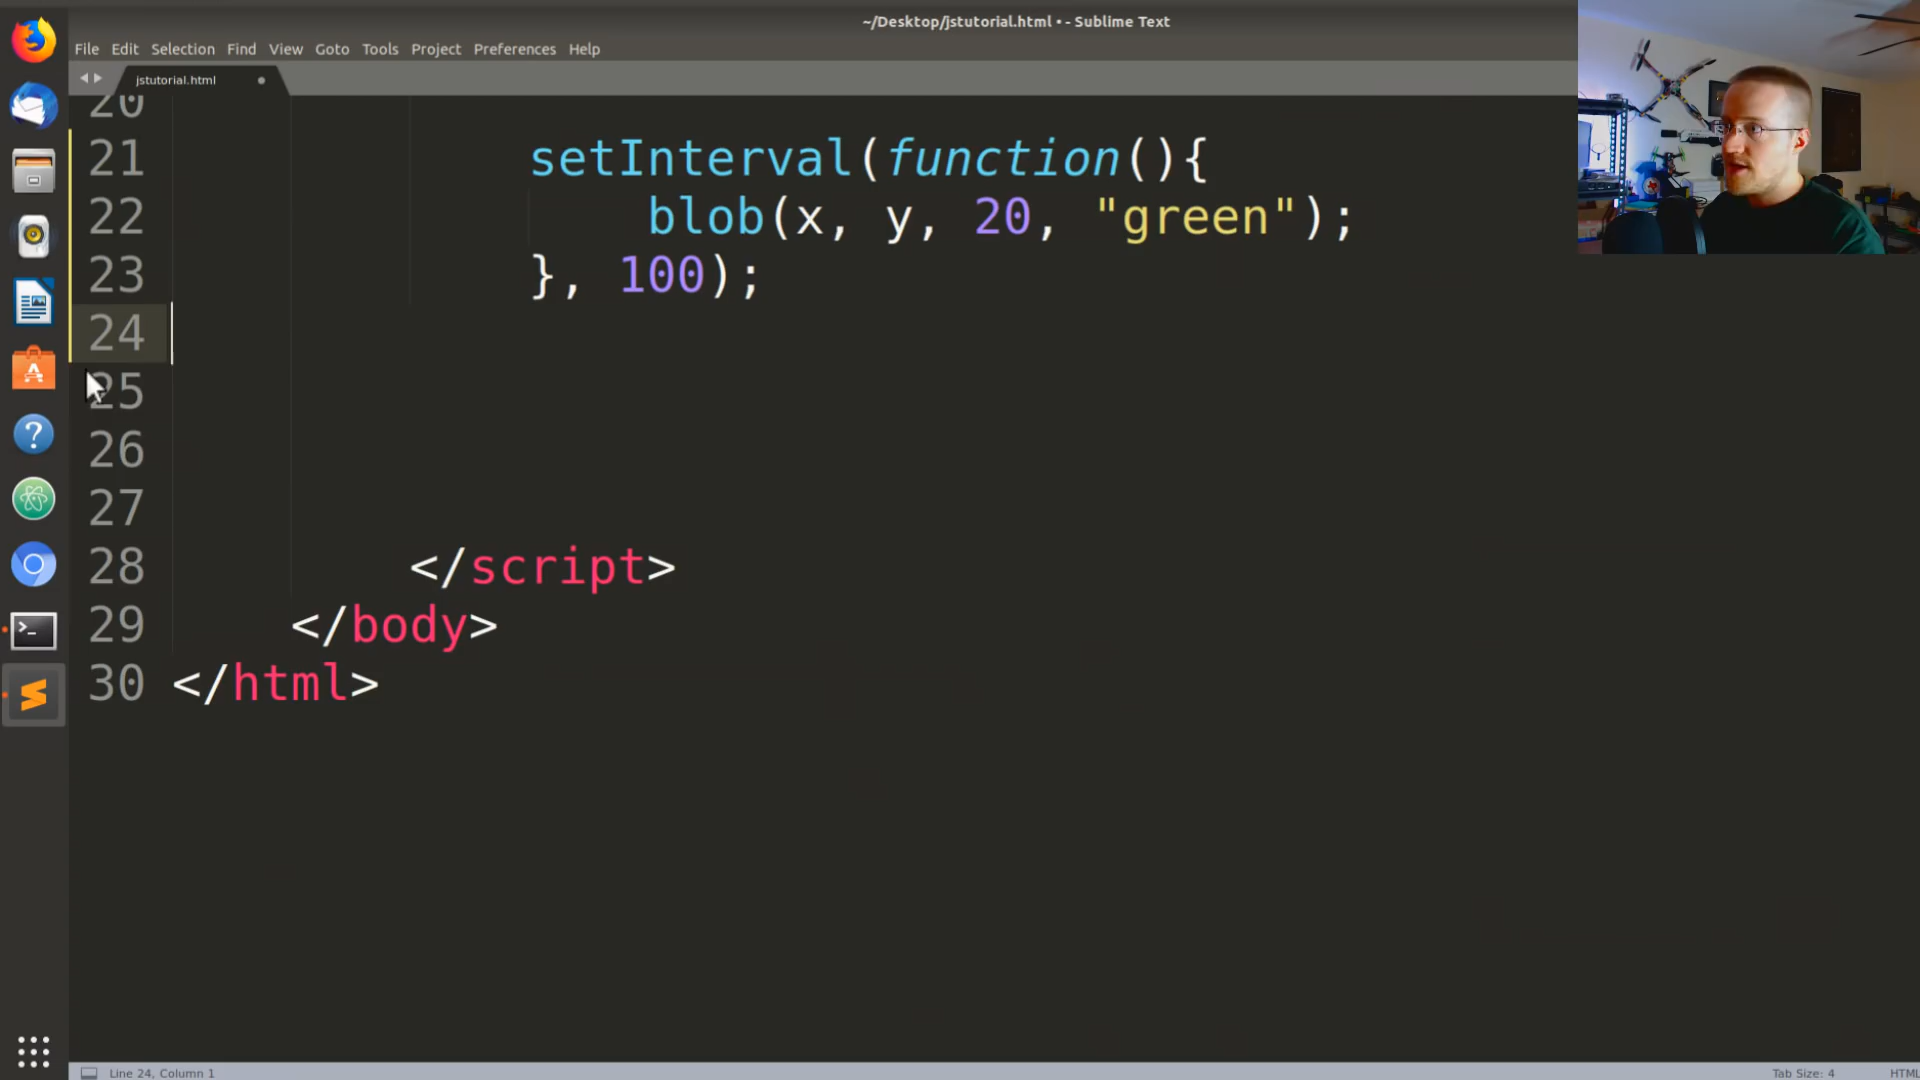 ~/Desktop/jstutorial.html • - Sublime Text
File Edit Selection Find View Goto Tools Project Preferences Help
jstutorial.html
20
21 setInterval(function(){
22 blob(x, y, 20, "green");
23 }, 100);
24
25
26
27
28 </script>
29 </body>
30 </html>
Line 24, Column 1 Tab Size: 4 HTML